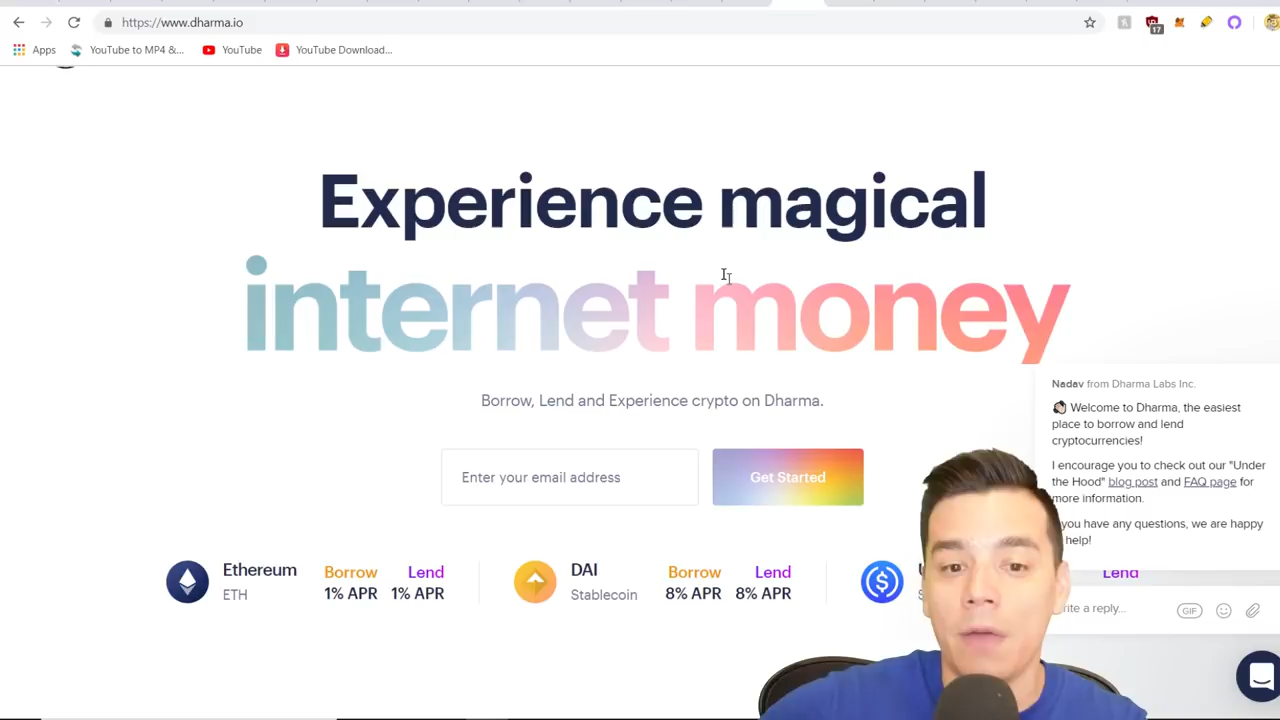 https://www.dharma.io
17
Apps
YouTube to MP4 &...
YouTube
YouTube Download...
Experience magical
internet money
Borrow, Lend and Experience crypto on Dharma.
Enter your email address
Get Started
Ethereum
ETH
Borrow
1% APR
Lend
1% APR
DAI
Stablecoin
Borrow
8% APR
Lend
8% APR
Lend
Nadav from Dharma Labs Inc.
Welcome to Dharma, the easiest
place to borrow and lend
cryptocurrencies!
I encourage you to check out our "Under
the Hood" blog post and FAQ page for
more information.
you have any questions, we are happy
help!
a reply...
GIF